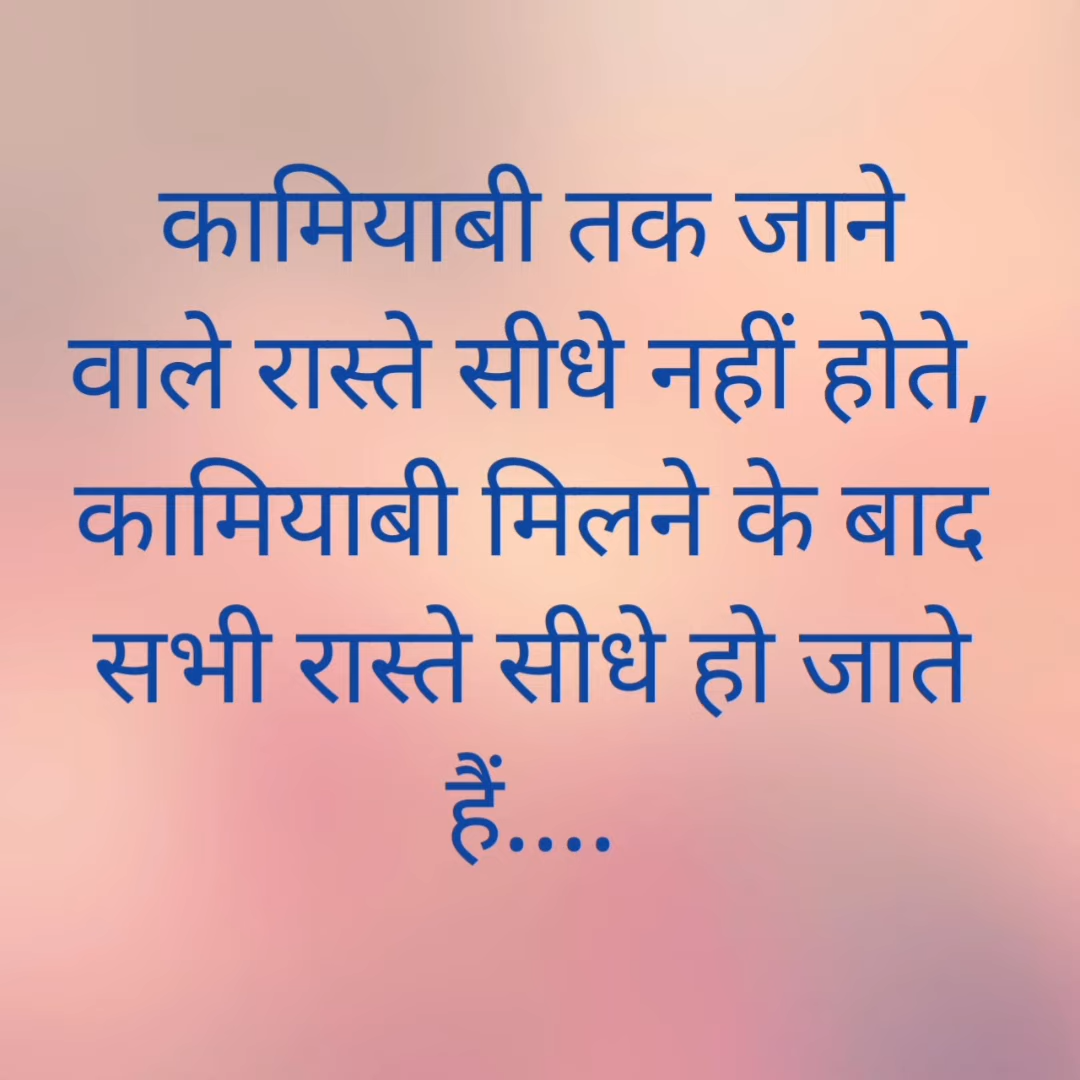 कामियाबी तक जाने
वाले रास्ते सीधे नहीं होते,
कामियाबी मिलने के बाद
सभी रास्ते सीधे हो जाते
हैं....